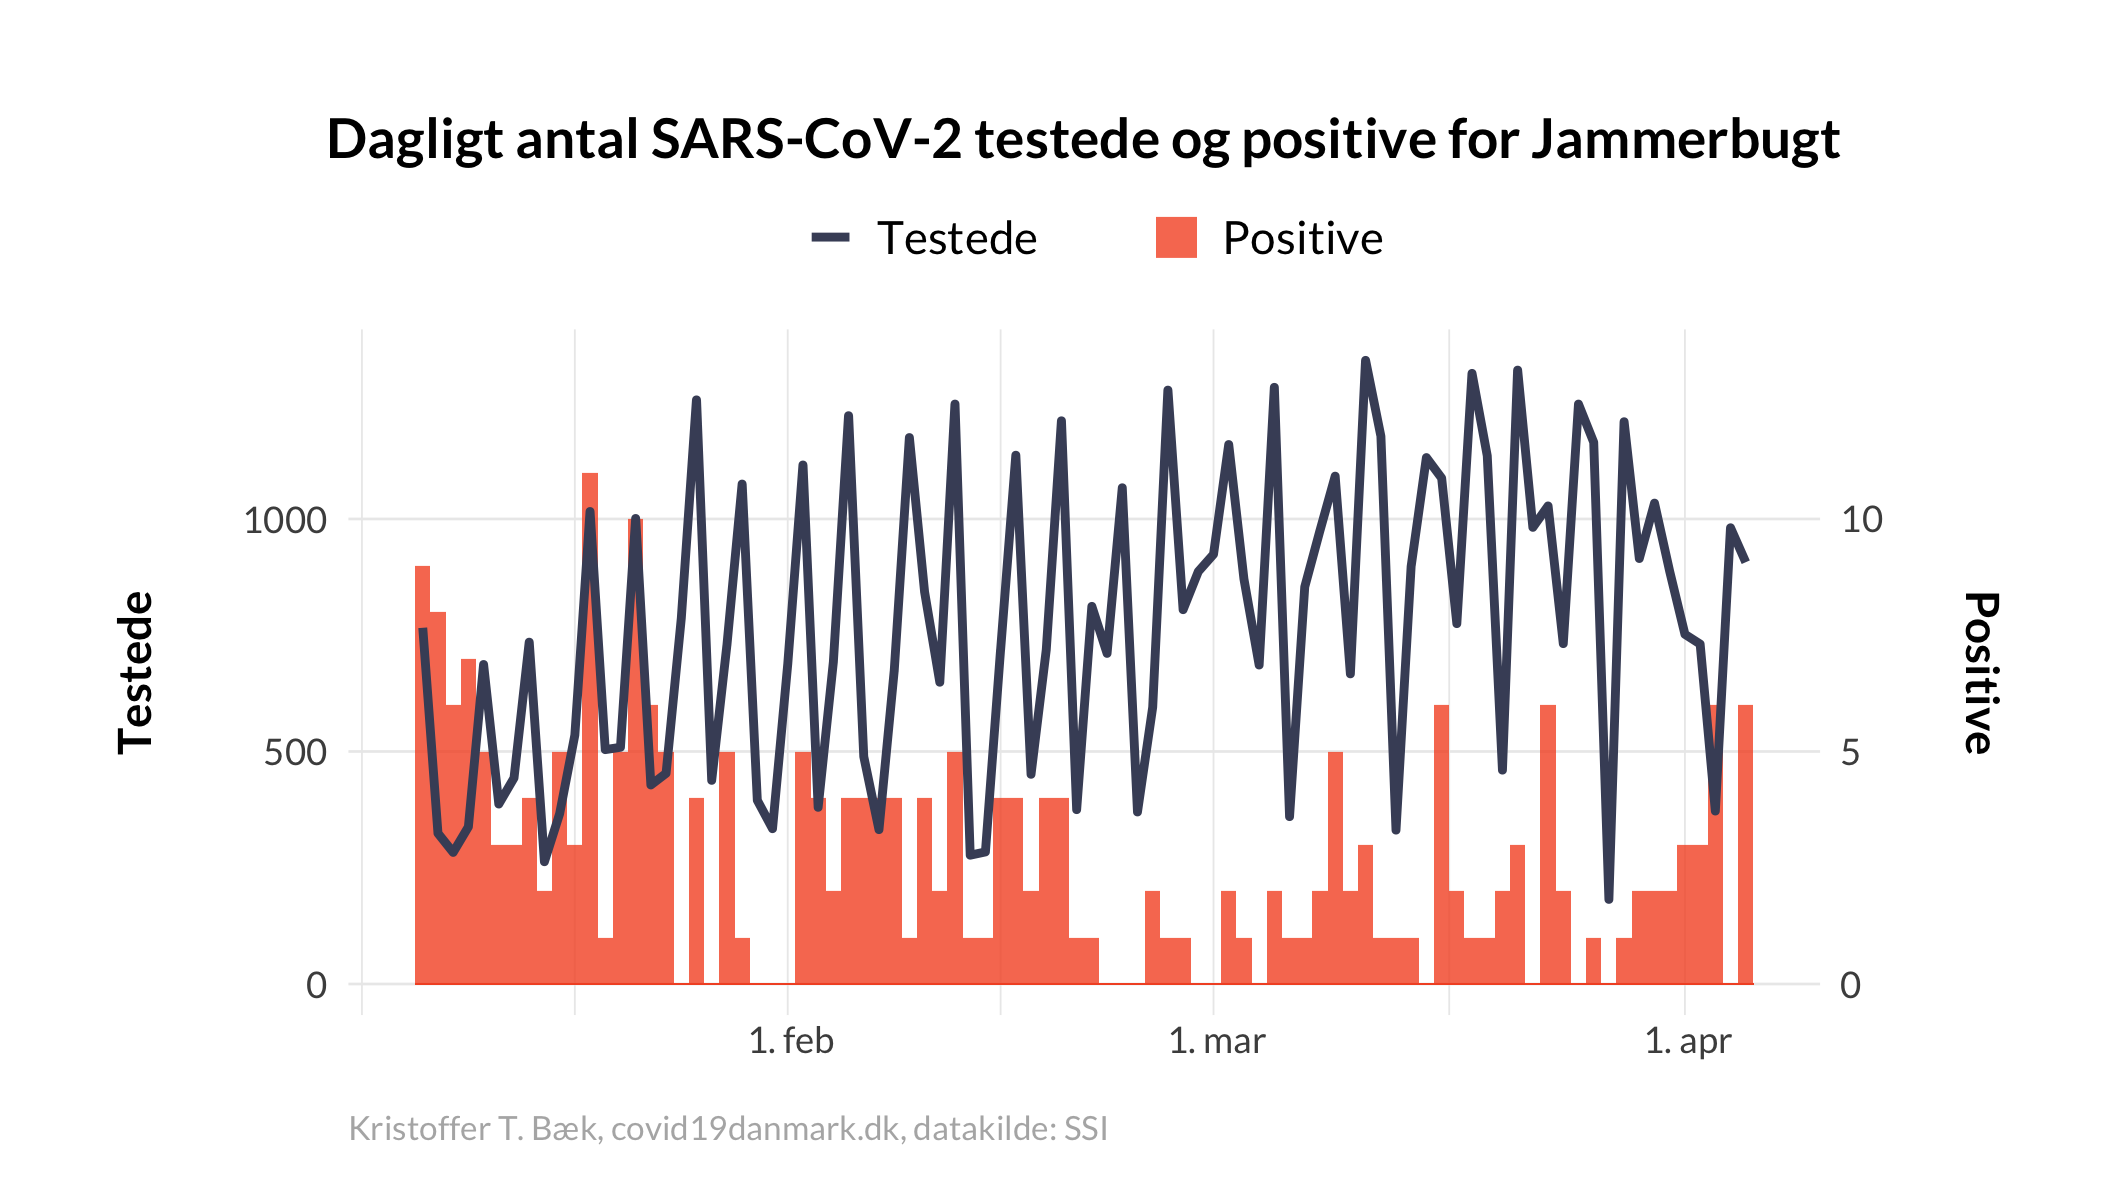 Dagligt antal SARS-CoV-2 testede og positive for Jammerbugt
Testede
Positive
1000
500
0
Testede
10
5
0
Positive
1. feb
1. mar
1. apr
Kristoffer T. Bæk, covid19danmark.dk, datakilde: SSI